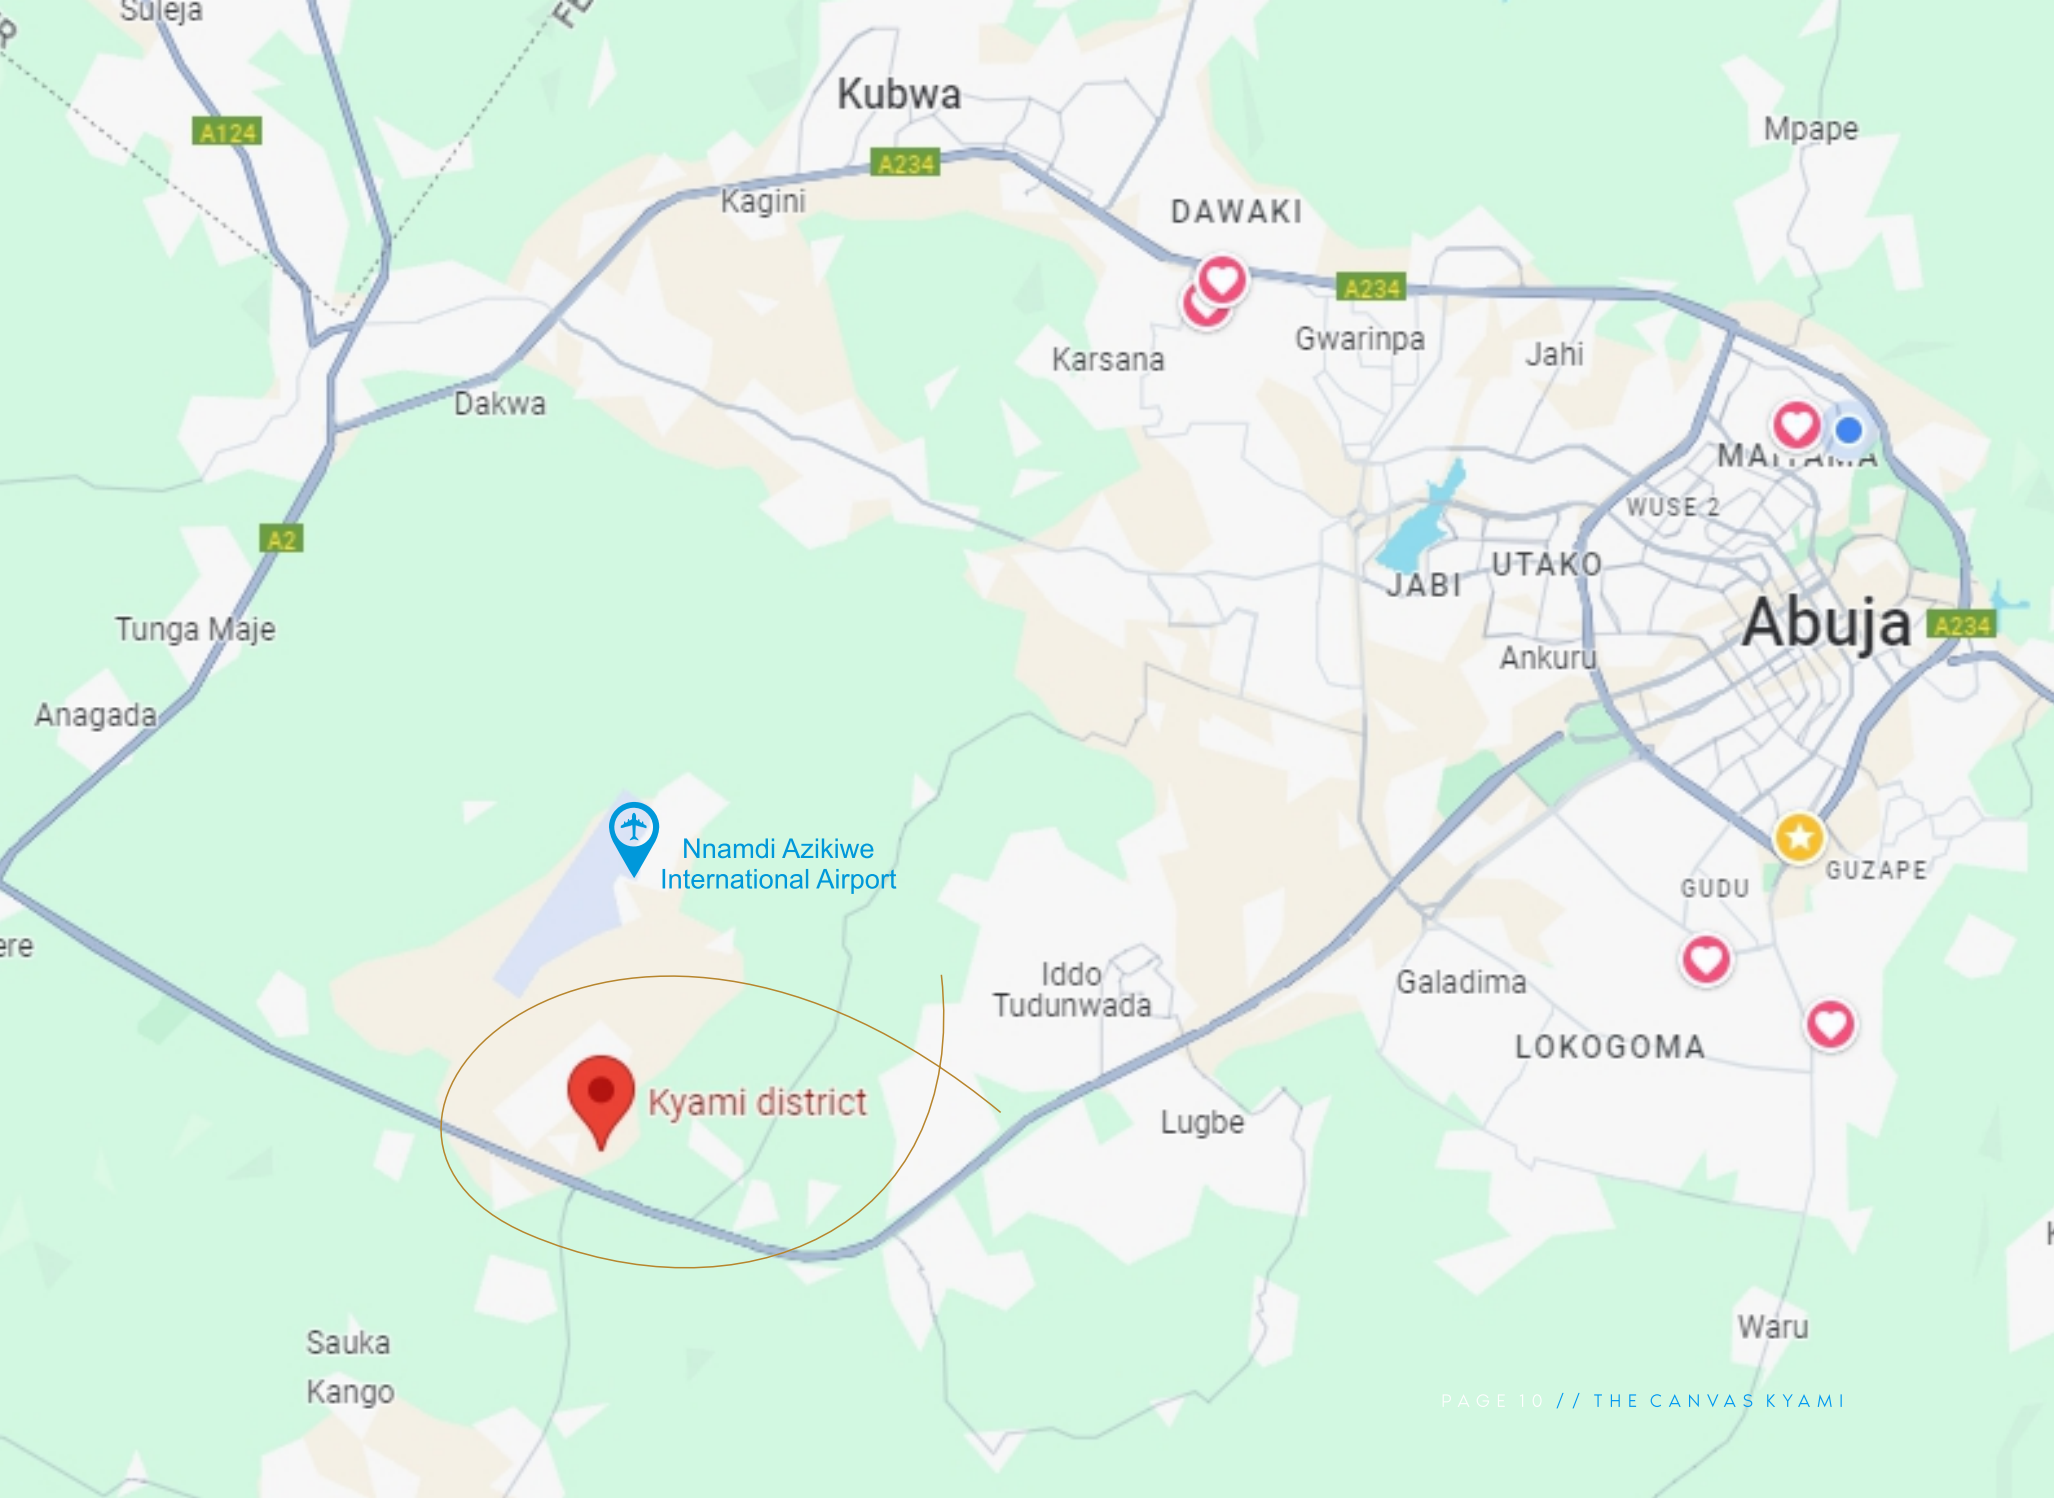 Suleja
A124
Kubwa
A234
Kagini
Mpape
DAWAKI
A234
Gwarinpa
Karsana
Jahi
Dakwa
MAITAMA
WUSE 2
A2
UTAKO
JABI
Abuja
A234
Tunga Maje
Ankuru
Anagada
Nnamdi Azikiwe
International Airport
GUZAPE
GUDU
ere
Iddo
Tudunwada
Galadima
LOKOGOMA
Kyami district
Lugbe
Waru
Sauka
Kango
PAGE 10 // THE CANVAS KYAMI